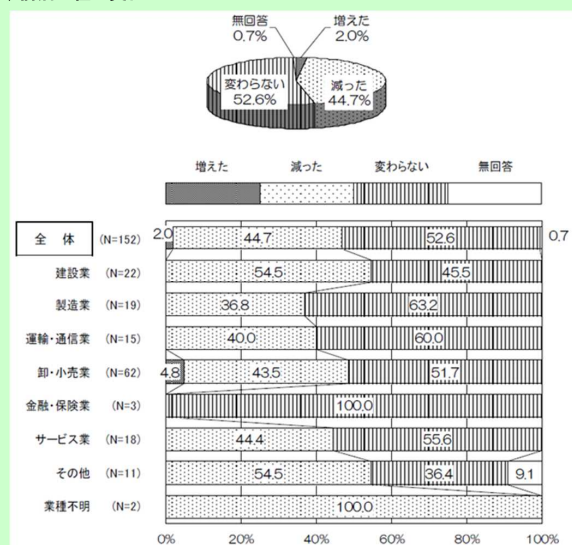 無回答 増えた
0.7% 2.0%
変わらない 減った
52.6% 44.7%
増えた 減った 変わらない 無回答
全 体 (N=152) 2.0 44.7 52.6 0.7
建設業 (N=22) 54.5 45.5
製造業 (N=19) 36.8 63.2
運輸・通信業 (N=15) 40.0 60.0
卸・小売業 (N=62) 4.8 43.5 51.7
金融・保険業 (N=3) 100.0
サービス業 (N=18) 44.4 55.6
その他 (N=11) 54.5 36.4 9.1
業種不明 (N=2) 100.0
0% 20% 40% 60% 80% 100%